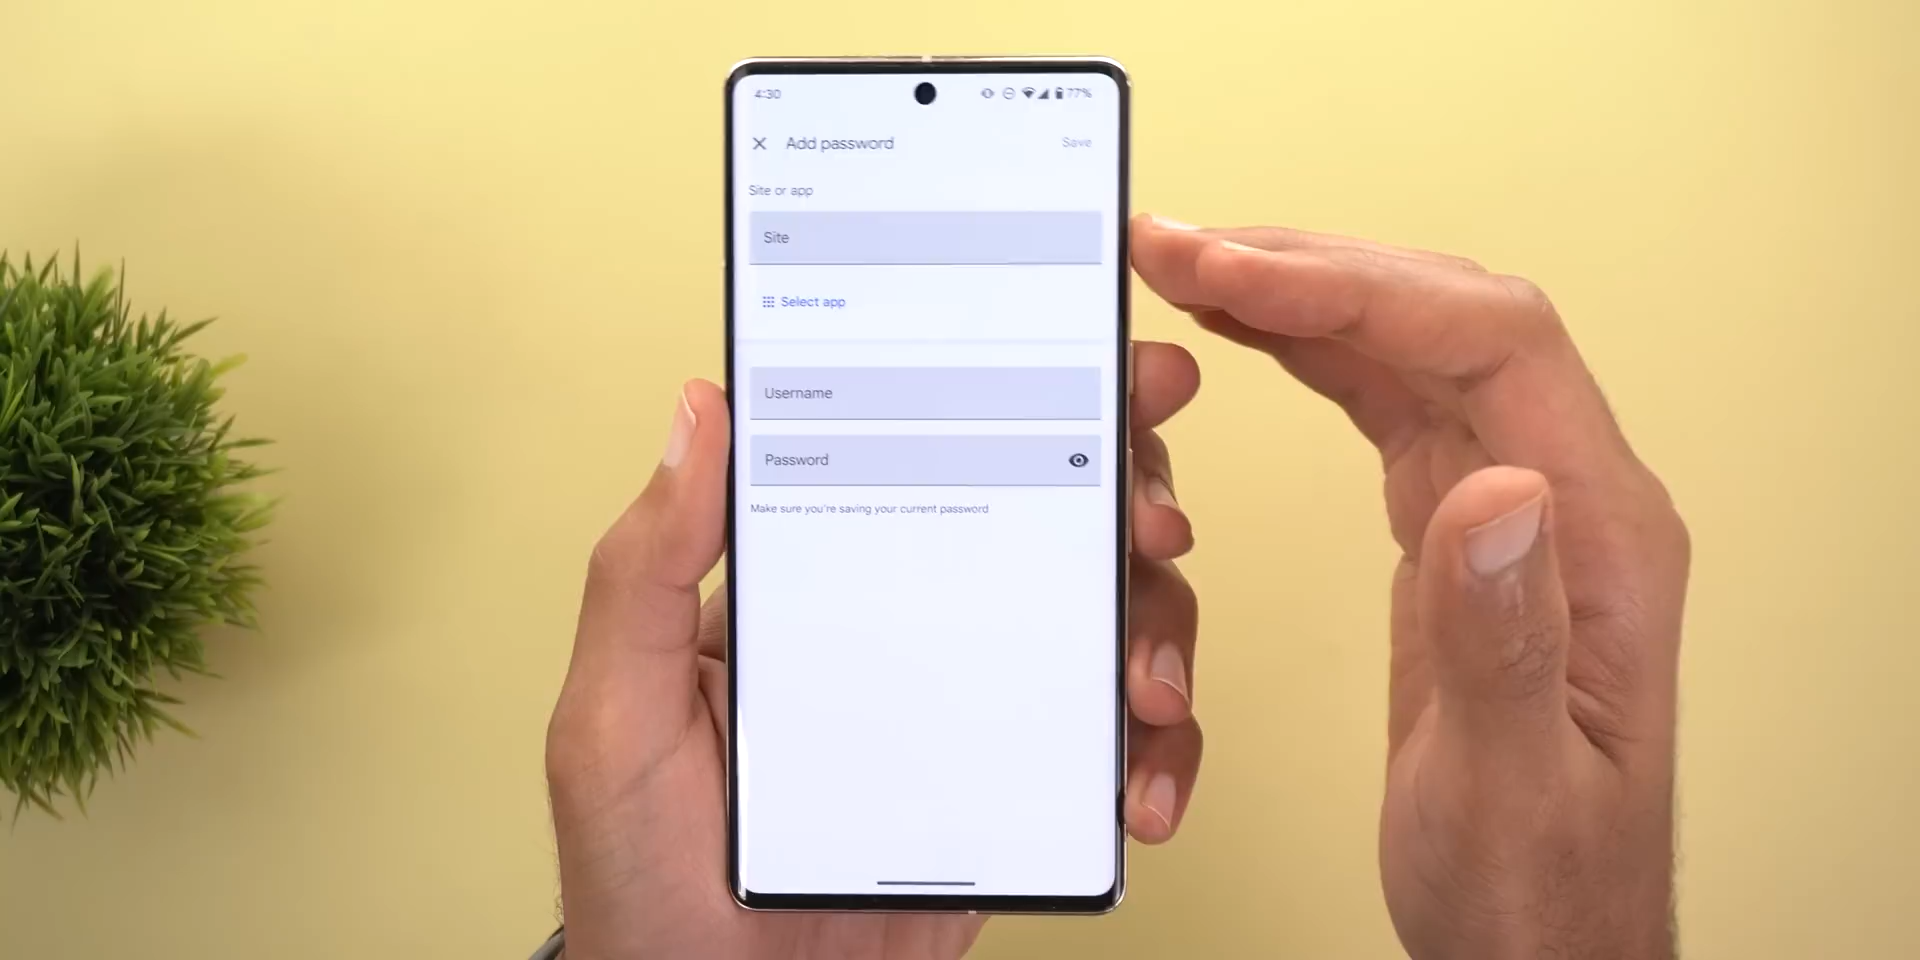 4:30
77%
Add password
Save
Site or app
Site
Select app
Username
Password
Make sure you're saving your current password